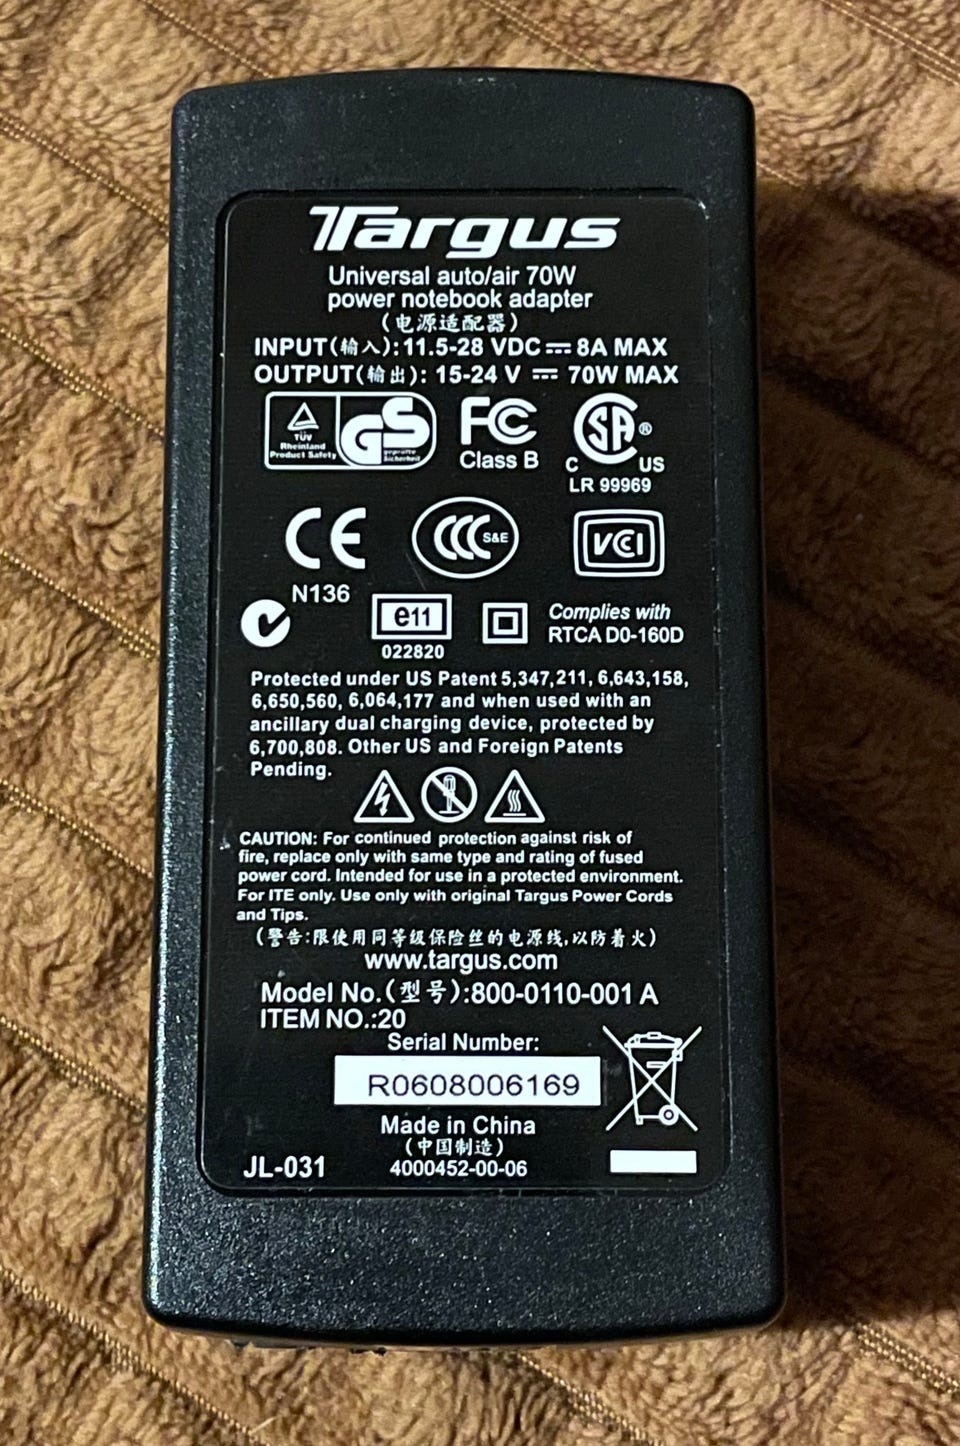 Targus
Universal auto/air 70W
power notebook adapter
(电源适配器)
INPUT(输入):11.5-28 VDC⎓8A MAX
OUTPUT(输出): 15-24 V ⎓ 70W MAX
TÜV
Rheinland
Product Safety
GS
geprüfte
Sicherheit
FC
Class B
SA®
C US
LR 99969
CE
CCC S&E
VCI
N136
e11
022820
Complies with
RTCA D0-160D
Protected under US Patent 5,347,211, 6,643,158,
6,650,560, 6,064,177 and when used with an
ancillary dual charging device, protected by
6,700,808. Other US and Foreign Patents
Pending.
CAUTION: For continued protection against risk of
fire, replace only with same type and rating of fused
power cord. Intended for use in a protected environment.
For ITE only. Use only with original Targus Power Cords
and Tips.
(警告:限使用同等级保险丝的电源线,以防着火)
www.targus.com
Model No.(型号):800-0110-001 A
ITEM NO.:20
Serial Number:
R0608006169
Made in China
(中国制造)
JL-031
4000452-00-06